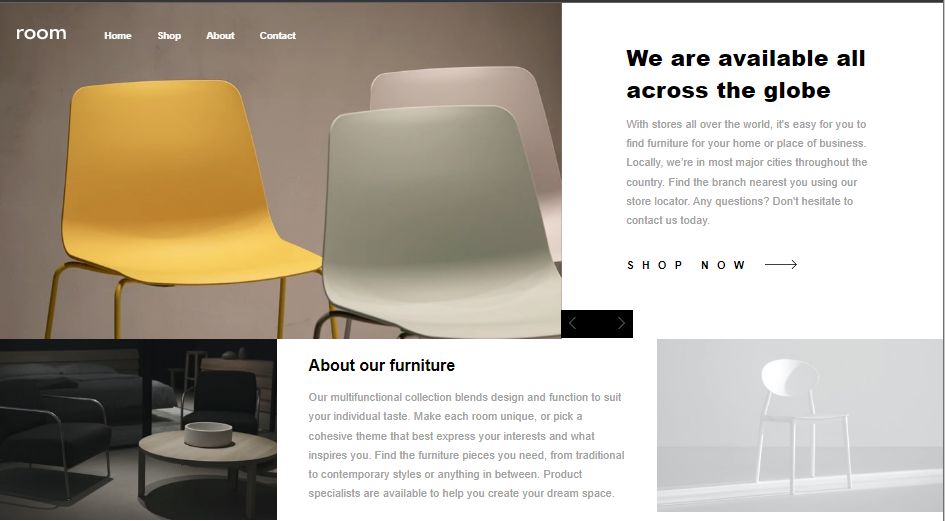 room
Home Shop About Contact
We are available all
across the globe
With stores all over the world, it's easy for you to
find furniture for your home or place of business.
Locally, we're in most major cities throughout the
country. Find the branch nearest you using our
store locator. Any questions? Don't hesitate to
contact us today.
SHOP NOW
About our furniture
Our multifunctional collection blends design and function to suit
your individual taste. Make each room unique, or pick a
cohesive theme that best express your interests and what
inspires you. Find the furniture pieces you need, from traditional
to contemporary styles or anything in between. Product
specialists are available to help you create your dream space.